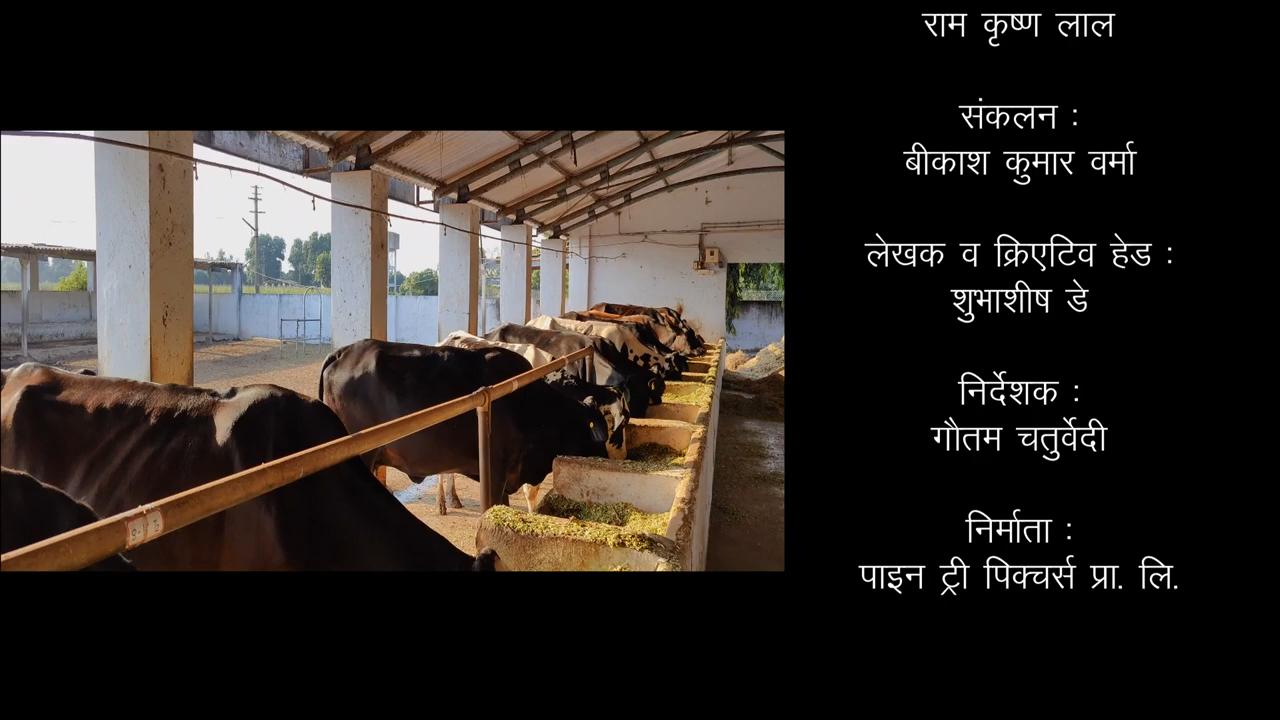 राम कृष्ण लाल
संकलन :
बीकाश कुमार वर्मा
लेखक व क्रिएटिव हेड :
शुभाशीष डे
निर्देशक :
गौतम चतुर्वेदी
निर्माता :
पाइन ट्री पिक्चर्स प्रा. लि.